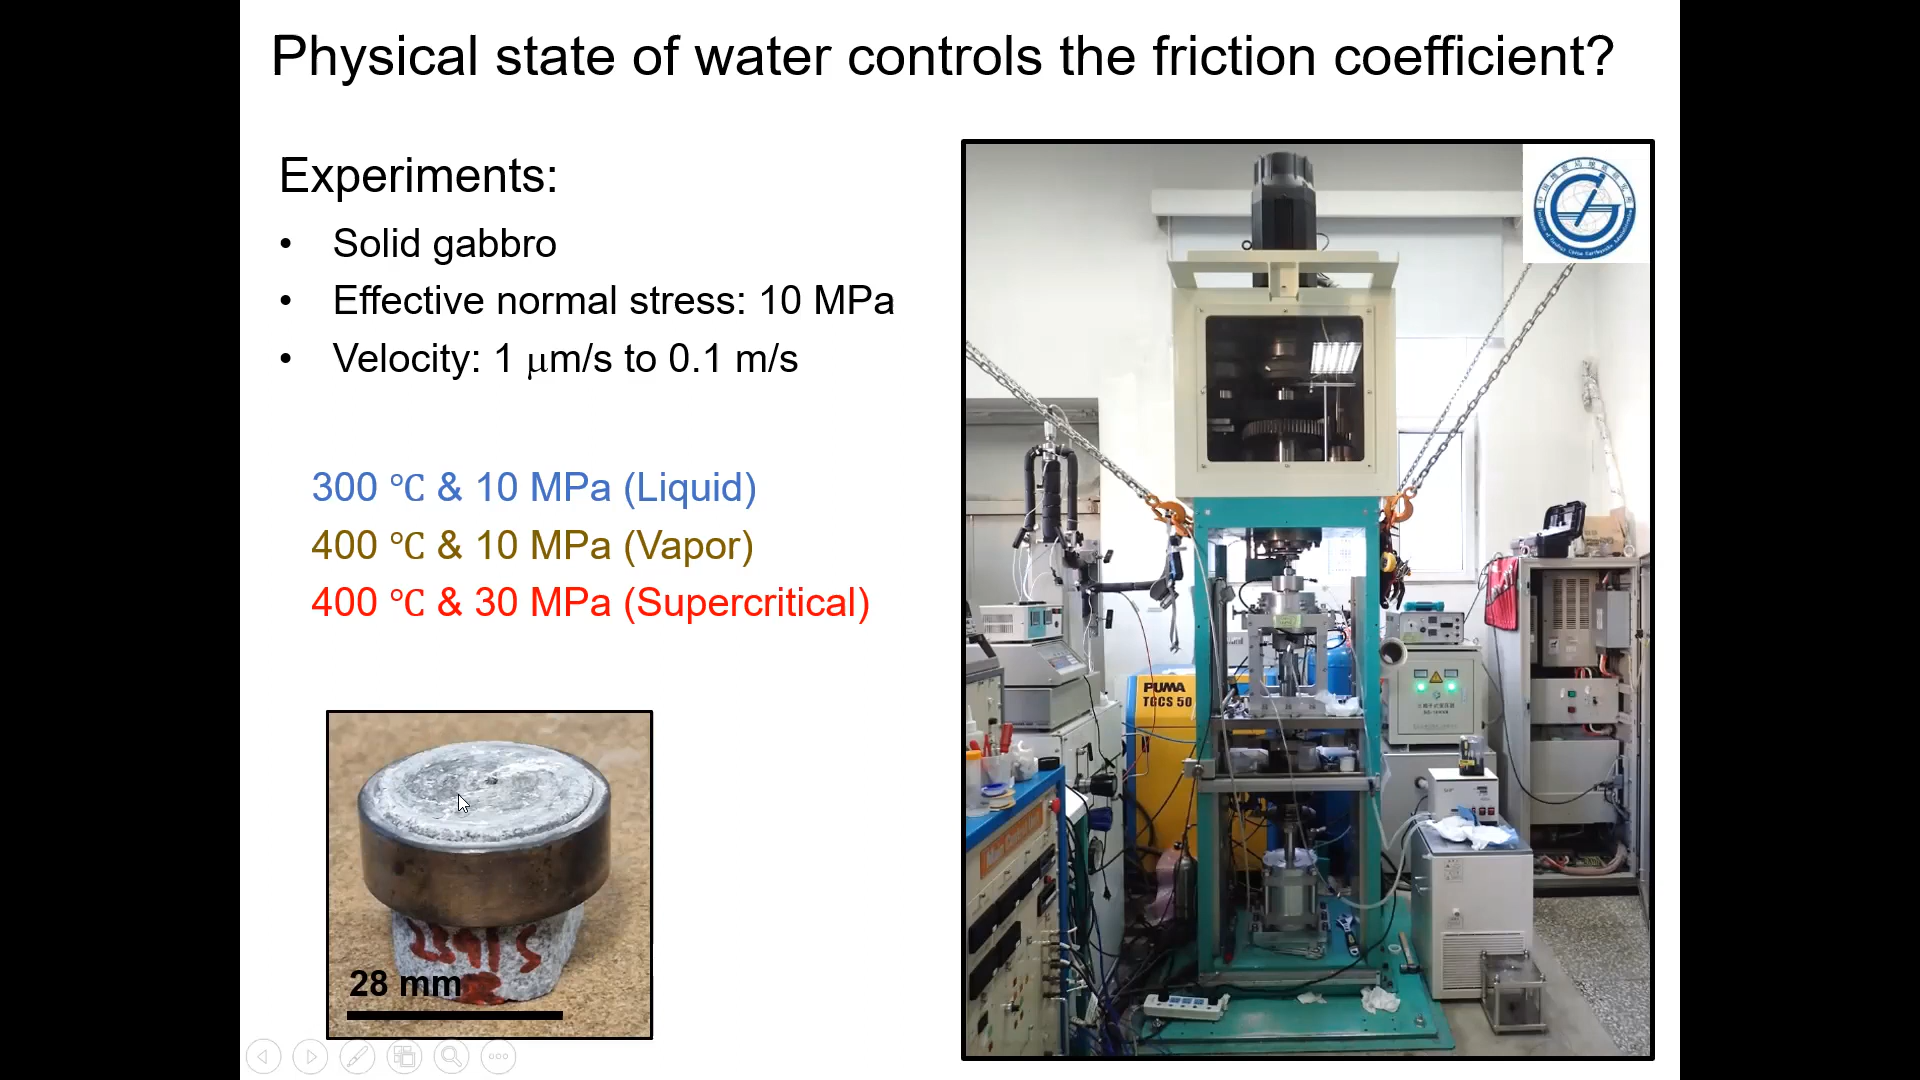 Physical state of water controls the friction coefficient?
Experiments:
• Solid gabbro
• Effective normal stress: 10 MPa
• Velocity: 1 μm/s to 0.1 m/s
300 ℃ & 10 MPa (Liquid)
400 ℃ & 10 MPa (Vapor)
400 ℃ & 30 MPa (Supercritical)
28 mm
PUMA
TGCS 50